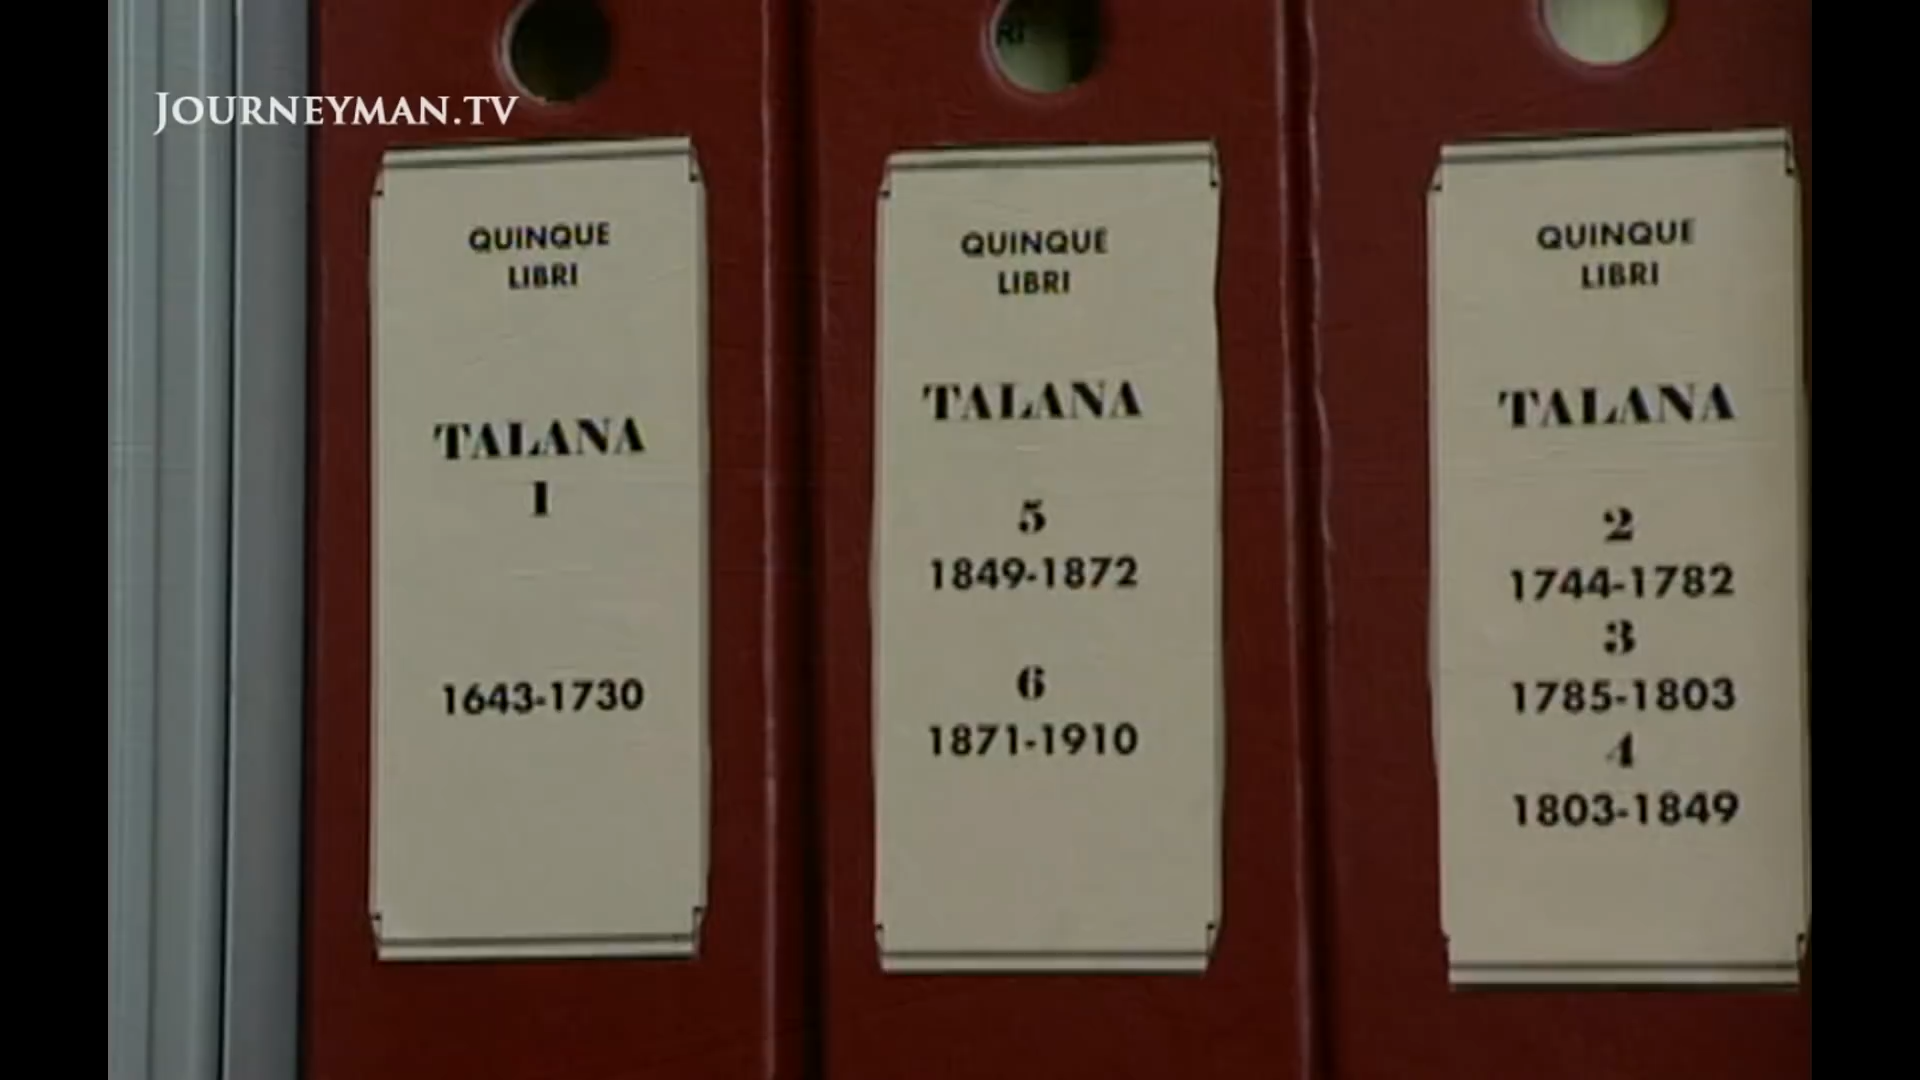 JOURNEYMAN.TV
QUINQUE
LIBRI
TALANA
1
1643-1730
QUINQUE
LIBRI
TALANA
5
1849-1872
6
1871-1910
QUINQUE
LIBRI
TALANA
2
1744-1782
3
1785-1803
4
1803-1849